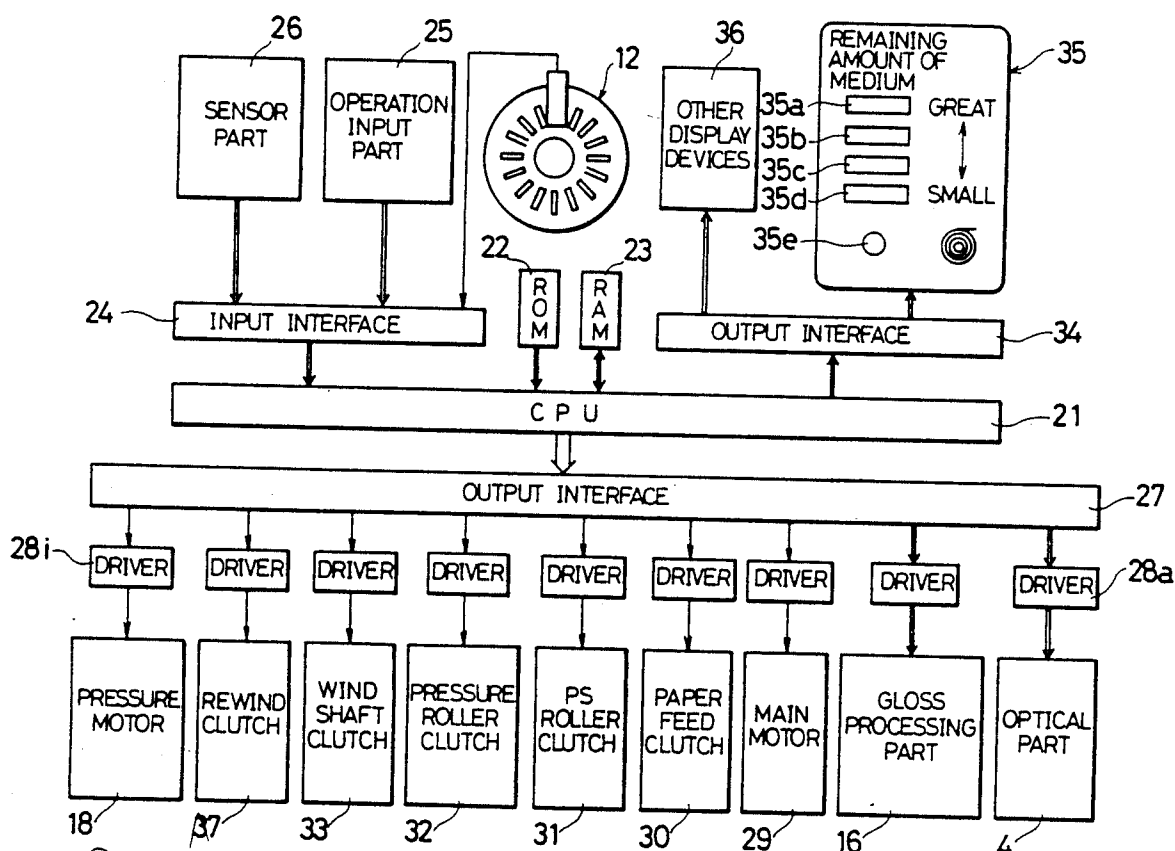 26
25
12
36
35
SENSOR
PART
OPERATION
INPUT
PART
OTHER
DISPLAY
DEVICES
REMAINING
AMOUNT OF
MEDIUM
35a
GREAT
35b
35c
35d
SMALL
35e
22
23
ROM
RAM
24
INPUT INTERFACE
OUTPUT INTERFACE
34
CPU
21
OUTPUT INTERFACE
27
28i
DRIVER
DRIVER
DRIVER
DRIVER
DRIVER
DRIVER
DRIVER
DRIVER
DRIVER
28a
PRESSURE
MOTOR
REWIND
CLUTCH
WIND
SHAFT
CLUTCH
PRESSURE
ROLLER
CLUTCH
PS
ROLLER
CLUTCH
PAPER
FEED
CLUTCH
MAIN
MOTOR
GLOSS
PROCESSING
PART
OPTICAL
PART
18
37
33
32
31
30
29
16
4